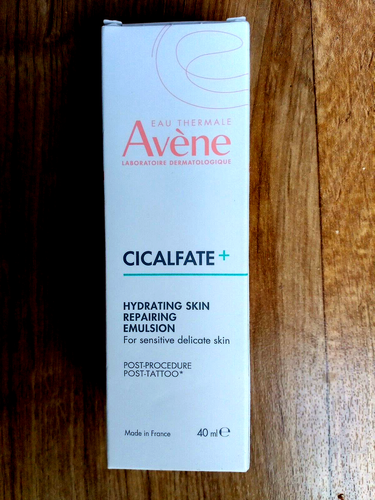 EAU THERMALE
Avène
LABORATOIRE DERMATOLOGIQUE
CICALFATE+
HYDRATING SKIN
REPAIRING
EMULSION
For sensitive delicate skin
POST-PROCEDURE
POST-TATTOO*
Made in France 40 ml ℮